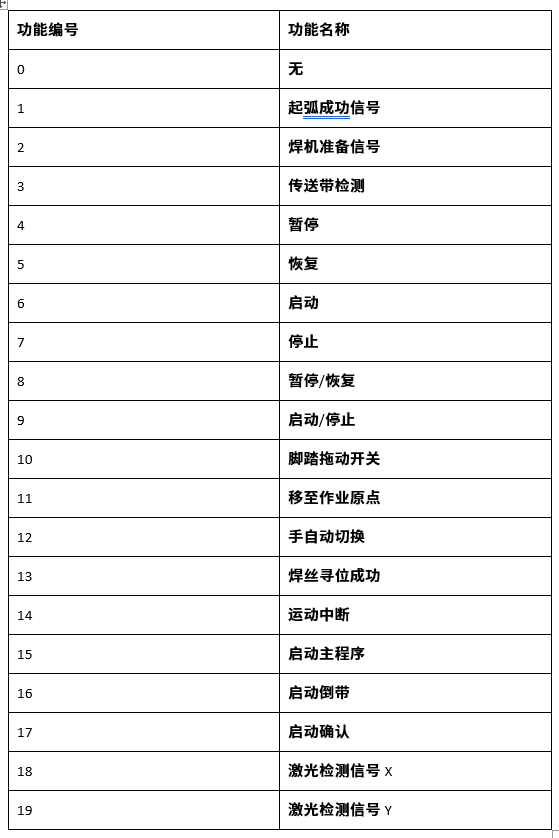 功能编号 功能名称
0 无
1 起弧成功信号
2 焊机准备信号
3 传送带检测
4 暂停
5 恢复
6 启动
7 停止
8 暂停/恢复
9 启动/停止
10 脚踏拖动开关
11 移至作业原点
12 手自动切换
13 焊丝寻位成功
14 运动中断
15 启动主程序
16 启动倒带
17 启动确认
18 激光检测信号 X
19 激光检测信号 Y